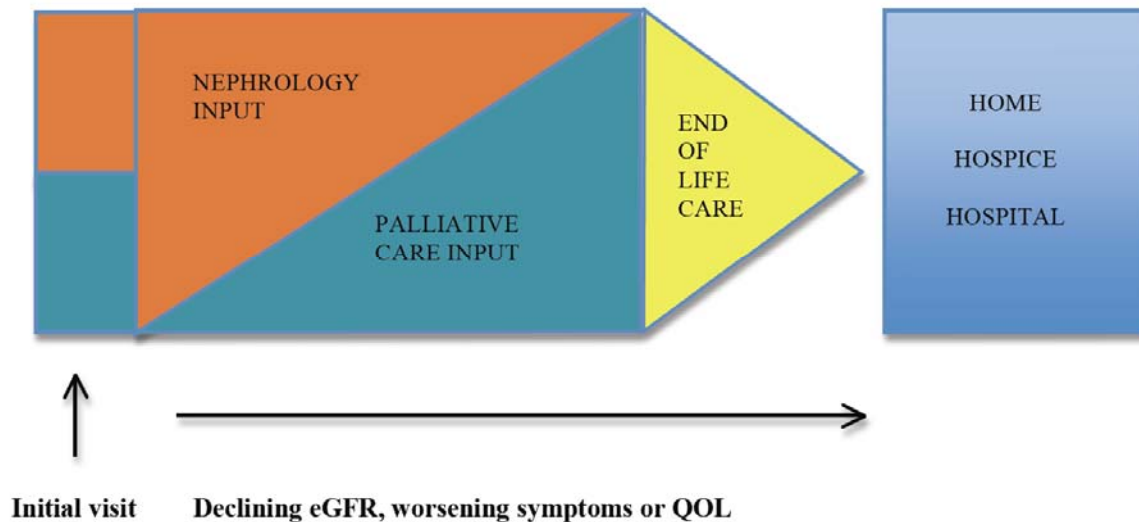 NEPHROLOGY
INPUT
PALLIATIVE
CARE INPUT
END
OF
LIFE
CARE
HOME
HOSPICE
HOSPITAL
Initial visit
Declining eGFR, worsening symptoms or QOL